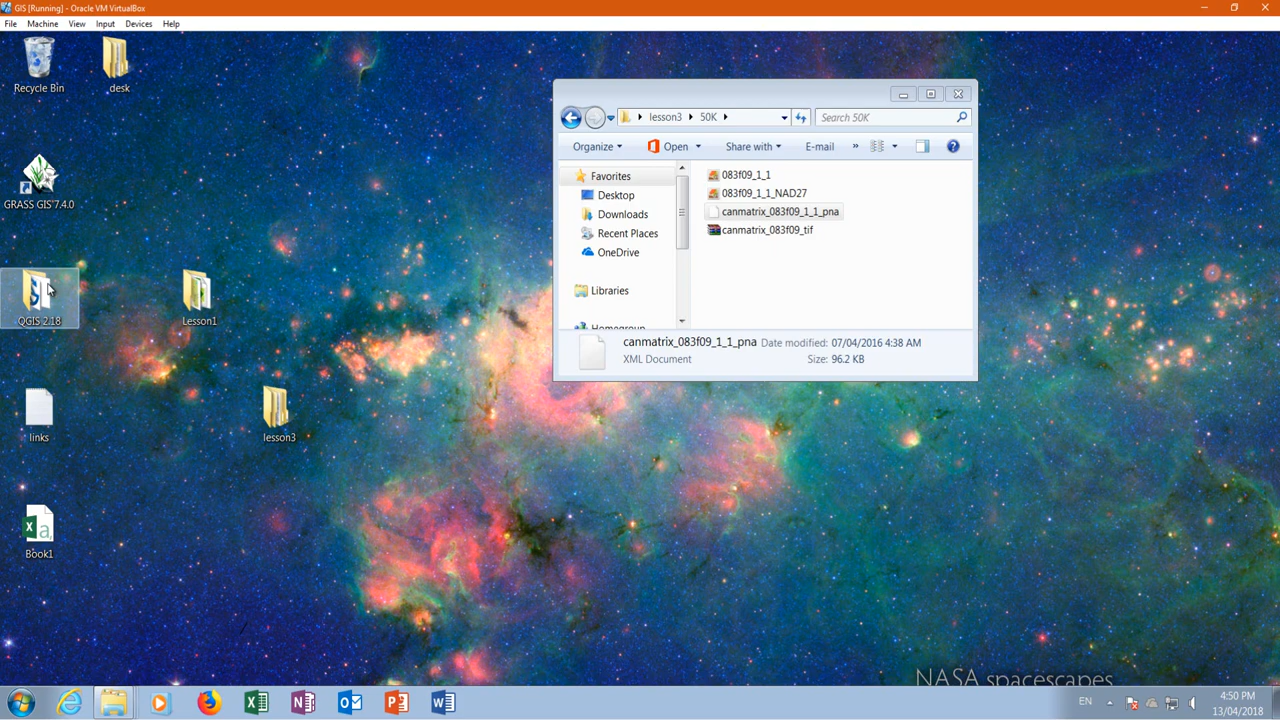 GIS [Running] - Oracle VM VirtualBox
File Machine View Input Devices Help
Recycle Bin
desk
GRASS GIS 7.4.0
QGIS 2.18
Lesson1
links
lesson3
Book1
lesson3 50K
Search 50K
Organize Open Share with E-mail »
Favorites
Desktop
Downloads
Recent Places
OneDrive
Libraries
Homegroup
083f09_1_1
083f09_1_1_NAD27
canmatrix_083f09_1_1_pna
canmatrix_083f09_tif
canmatrix_083f09_1_1_pna Date modified: 07/04/2016 4:38 AM
XML Document Size: 96.2 KB
NASA spacescapes
EN
4:50 PM
13/04/2018